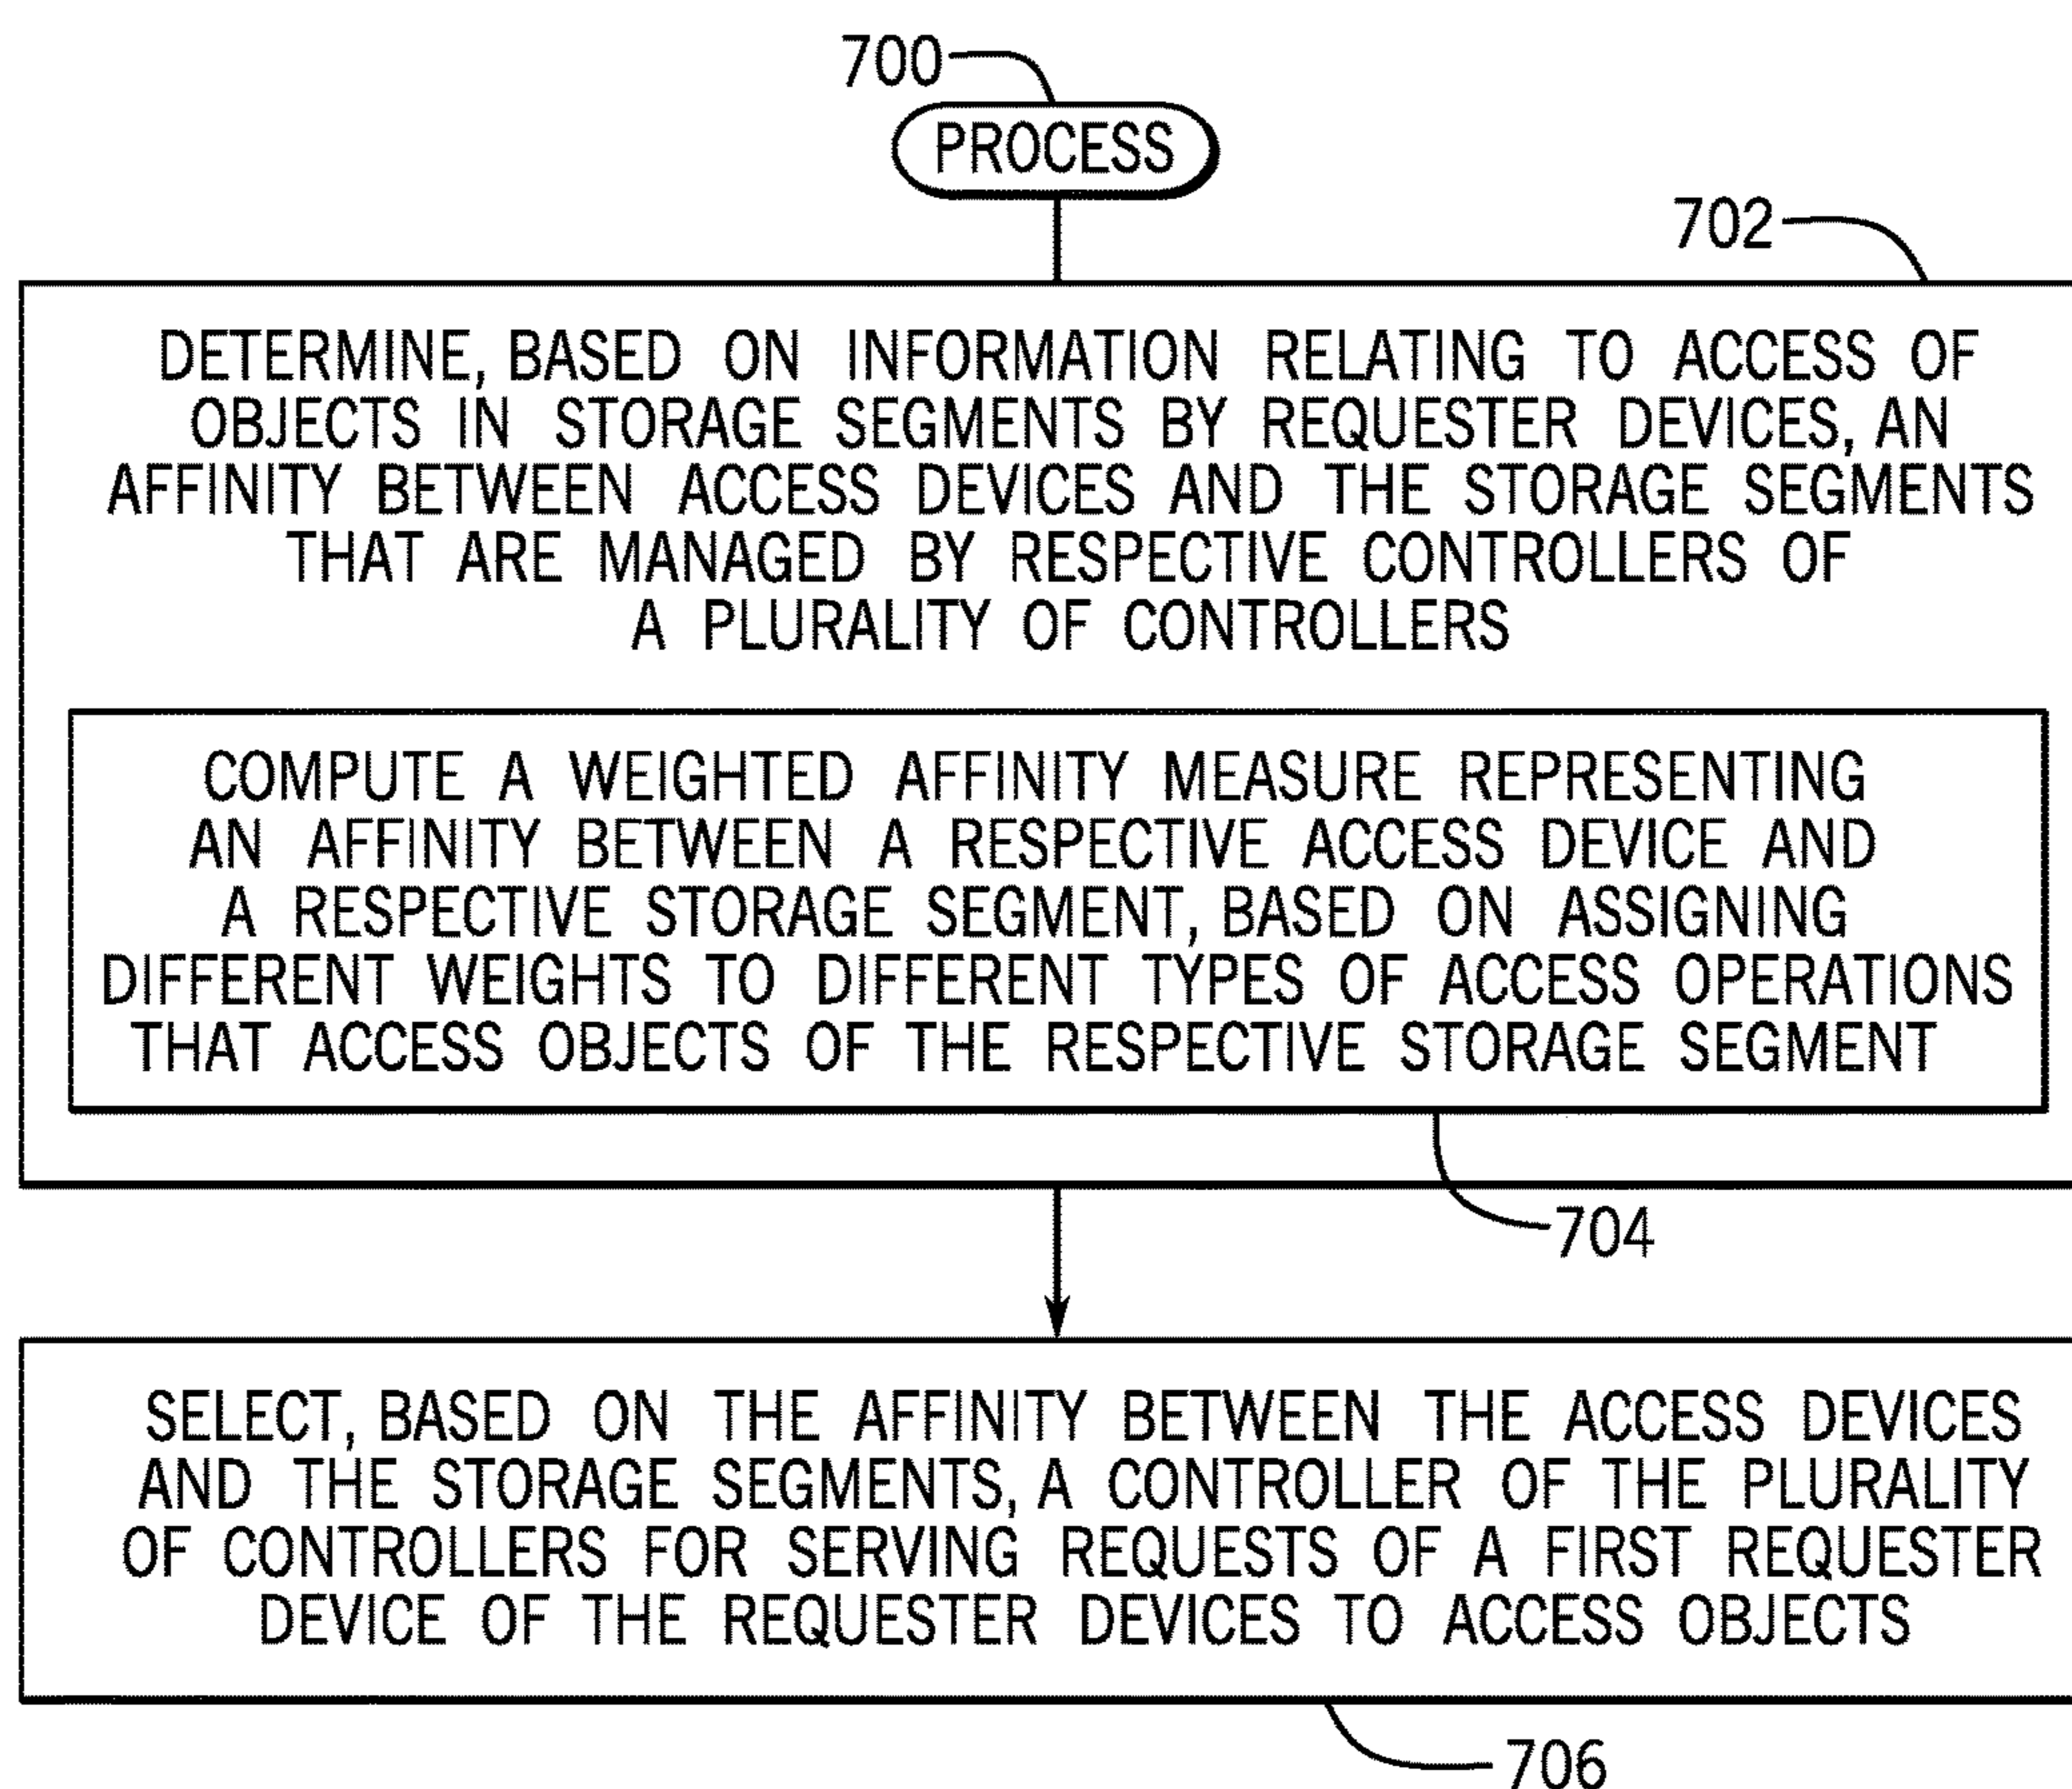 700
PROCESS
702
DETERMINE, BASED ON INFORMATION RELATING TO ACCESS OF
OBJECTS IN STORAGE SEGMENTS BY REQUESTER DEVICES, AN
AFFINITY BETWEEN ACCESS DEVICES AND THE STORAGE SEGMENTS
THAT ARE MANAGED BY RESPECTIVE CONTROLLERS OF
A PLURALITY OF CONTROLLERS
COMPUTE A WEIGHTED AFFINITY MEASURE REPRESENTING
AN AFFINITY BETWEEN A RESPECTIVE ACCESS DEVICE AND
A RESPECTIVE STORAGE SEGMENT, BASED ON ASSIGNING
DIFFERENT WEIGHTS TO DIFFERENT TYPES OF ACCESS OPERATIONS
THAT ACCESS OBJECTS OF THE RESPECTIVE STORAGE SEGMENT
704
SELECT, BASED ON THE AFFINITY BETWEEN THE ACCESS DEVICES
AND THE STORAGE SEGMENTS, A CONTROLLER OF THE PLURALITY
OF CONTROLLERS FOR SERVING REQUESTS OF A FIRST REQUESTER
DEVICE OF THE REQUESTER DEVICES TO ACCESS OBJECTS
706